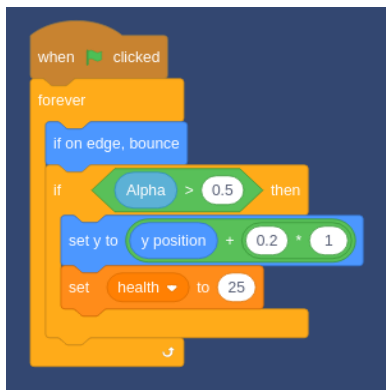 when clicked
forever
if on edge, bounce
if Alpha > 0.5 then
set y to y position + 0.2 * 1
set health to 25